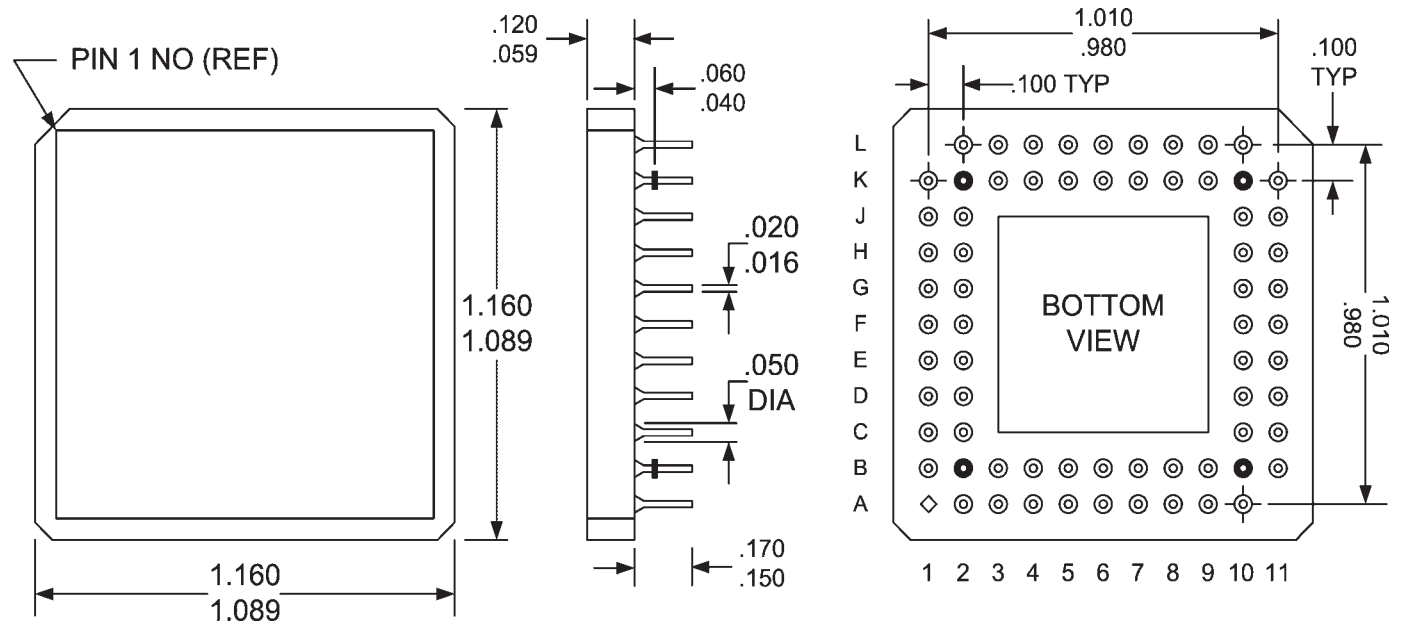 PIN 1 NO (REF)
1.160
1.089
1.160
1.089
.120
.059
.060
.040
.020
.016
.050
DIA
.170
.150
1.010
.980
.100 TYP
.100
TYP
1.010
.980
L
K
J
H
G
F
E
D
C
B
A
BOTTOM
VIEW
1 2 3 4 5 6 7 8 9 10 11